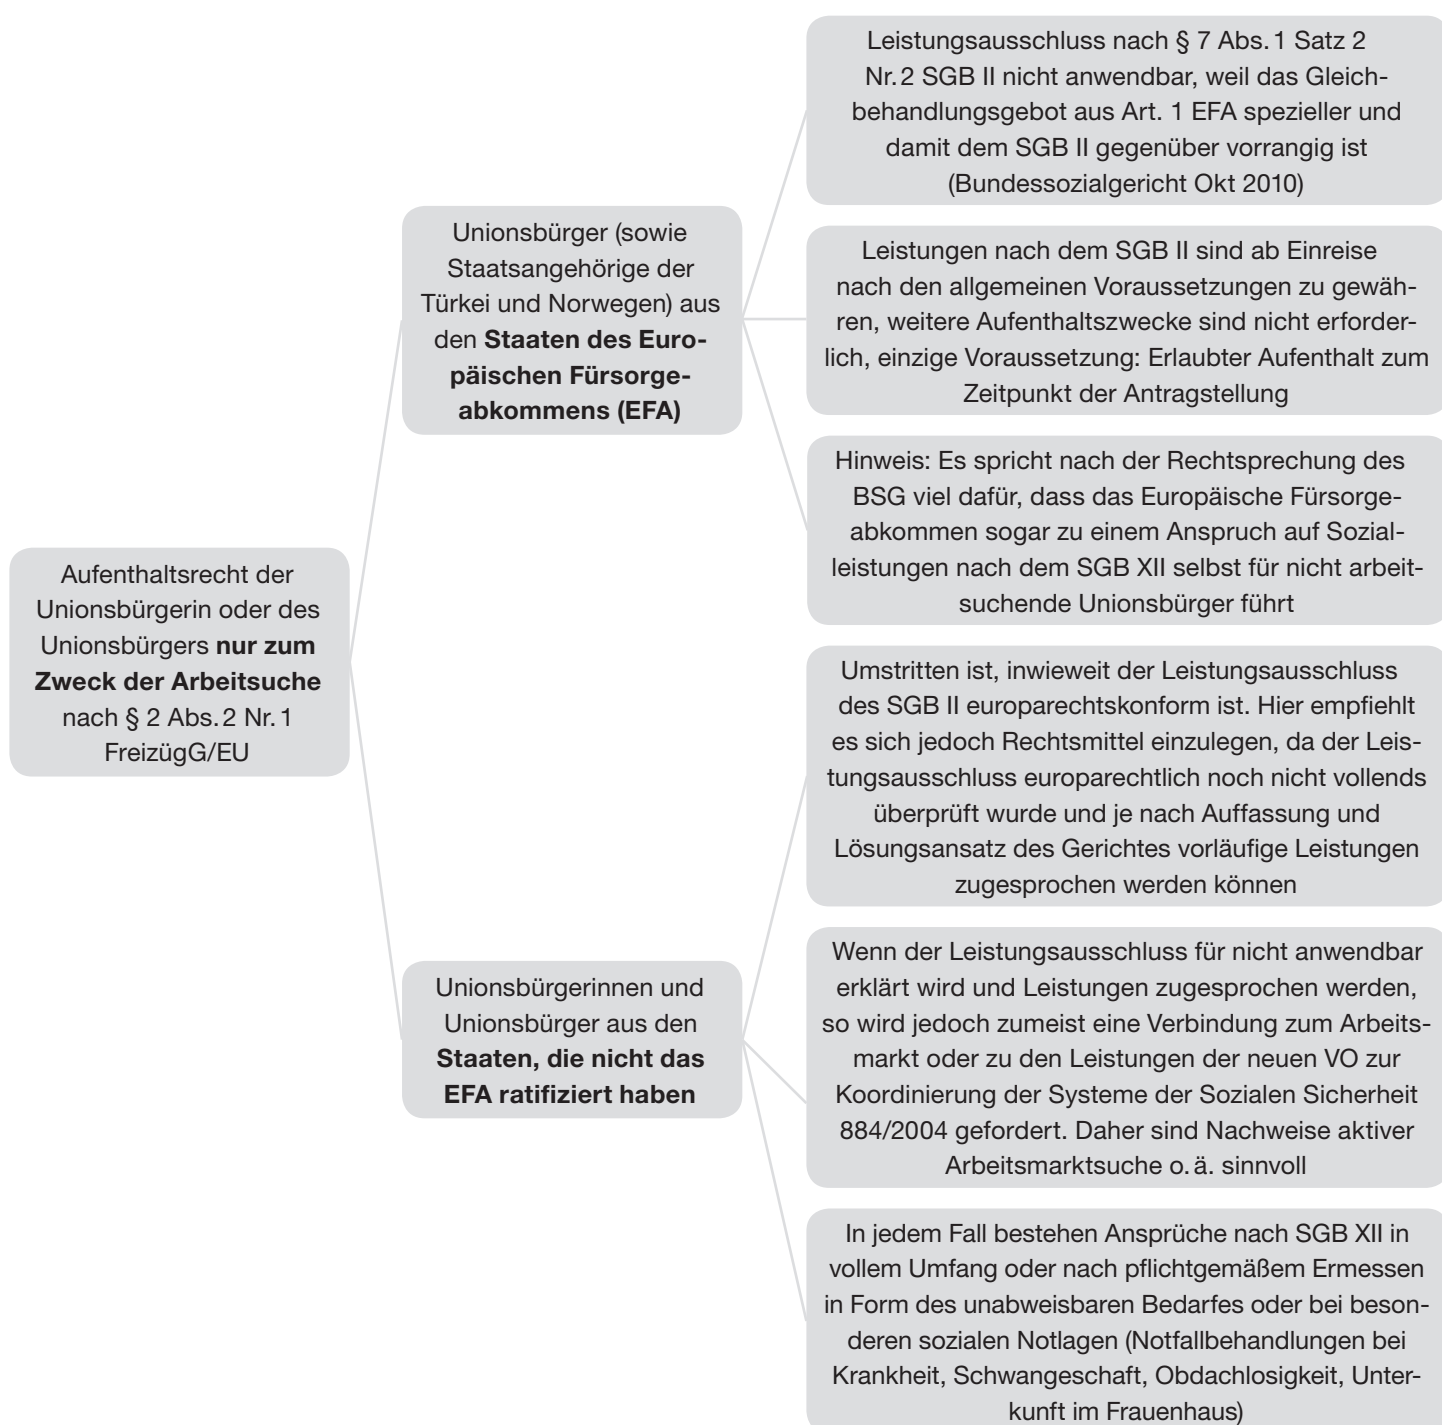 Aufenthaltsrecht der
Unionsbürgerin oder des
Unionsbürgers nur zum
Zweck der Arbeitsuche
nach § 2 Abs. 2 Nr. 1
FreizügG/EU
Unionsbürger (sowie
Staatsangehörige der
Türkei und Norwegen) aus
den Staaten des Euro-
päischen Fürsorge-
abkommens (EFA)
Leistungsausschluss nach § 7 Abs. 1 Satz 2
Nr. 2 SGB II nicht anwendbar, weil das Gleich-
behandlungsgebot aus Art. 1 EFA spezieller und
damit dem SGB II gegenüber vorrangig ist
(Bundessozialgericht Okt 2010)
Leistungen nach dem SGB II sind ab Einreise
nach den allgemeinen Voraussetzungen zu gewäh-
ren, weitere Aufenthaltszwecke sind nicht erforder-
lich, einzige Voraussetzung: Erlaubter Aufenthalt zum
Zeitpunkt der Antragstellung
Hinweis: Es spricht nach der Rechtsprechung des
BSG viel dafür, dass das Europäische Fürsorge-
abkommen sogar zu einem Anspruch auf Sozial-
leistungen nach dem SGB XII selbst für nicht arbeit-
suchende Unionsbürger führt
Unionsbürgerinnen und
Unionsbürger aus den
Staaten, die nicht das
EFA ratifiziert haben
Umstritten ist, inwieweit der Leistungsausschluss
des SGB II europarechtskonform ist. Hier empfiehlt
es sich jedoch Rechtsmittel einzulegen, da der Leis-
tungsausschluss europarechtlich noch nicht vollends
überprüft wurde und je nach Auffassung und
Lösungsansatz des Gerichtes vorläufige Leistungen
zugesprochen werden können
Wenn der Leistungsausschluss für nicht anwendbar
erklärt wird und Leistungen zugesprochen werden,
so wird jedoch zumeist eine Verbindung zum Arbeits-
markt oder zu den Leistungen der neuen VO zur
Koordinierung der Systeme der Sozialen Sicherheit
884/2004 gefordert. Daher sind Nachweise aktiver
Arbeitsmarktsuche o. ä. sinnvoll
In jedem Fall bestehen Ansprüche nach SGB XII in
vollem Umfang oder nach pflichtgemäßem Ermessen
in Form des unabweisbaren Bedarfes oder bei beson-
deren sozialen Notlagen (Notfallbehandlungen bei
Krankheit, Schwangeschaft, Obdachlosigkeit, Unter-
kunft im Frauenhaus)